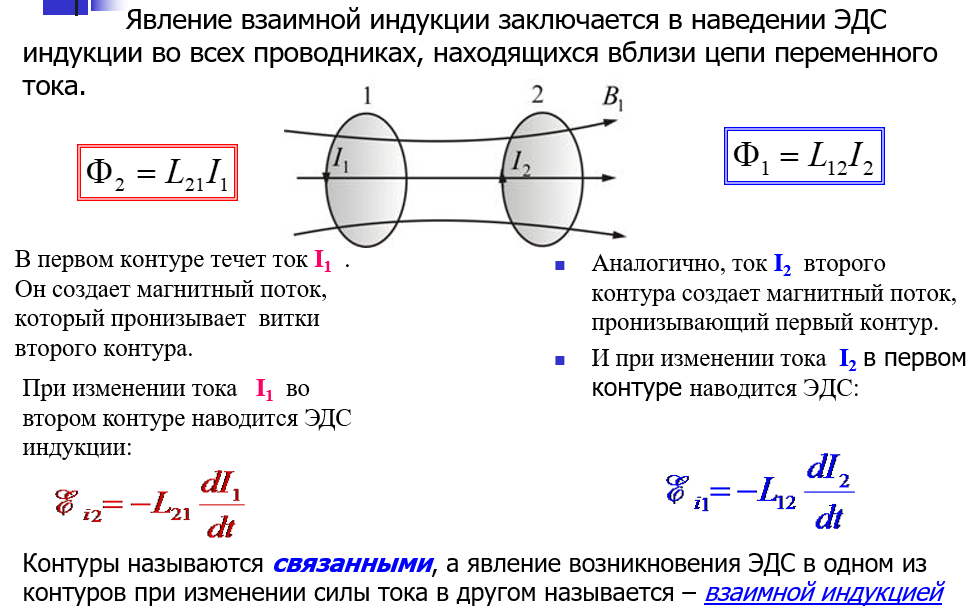 Явление взаимной индукции заключается в наведении ЭДС
индукции во всех проводниках, находящихся вблизи цепи переменного
тока.
1
2
B₁
Φ₂ = L₂₁I₁
I₁
I₂
Φ₁ = L₁₂I₂
В первом контуре течет ток I₁ .
Он создает магнитный поток,
который пронизывает витки
второго контура.
При изменении тока I₁ во
втором контуре наводится ЭДС
индукции:
ℰ i2 = −L₂₁ dI₁/dt
Аналогично, ток I₂ второго
контура создает магнитный поток,
пронизывающий первый контур.
И при изменении тока I₂ в первом
контуре наводится ЭДС:
ℰ i1 = −L₁₂ dI₂/dt
Контуры называются связанными, а явление возникновения ЭДС в одном из
контуров при изменении силы тока в другом называется – взаимной индукцией